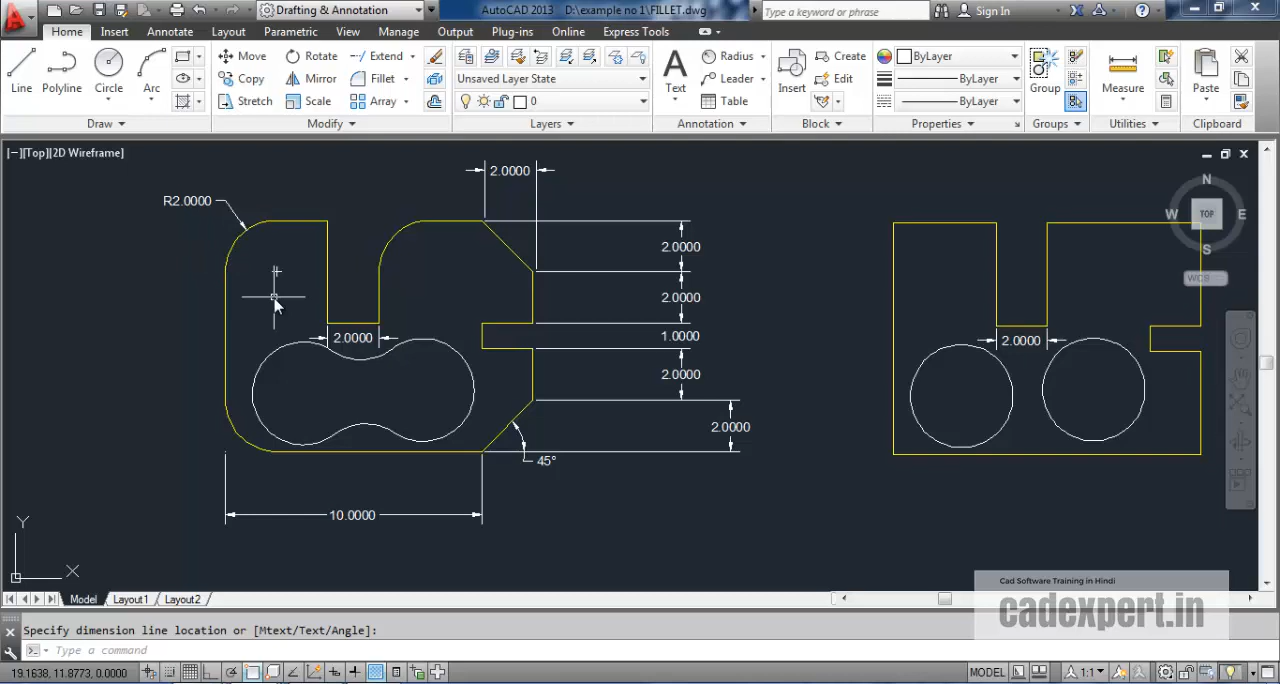 Drafting & Annotation
AutoCAD 2013 D:\example no 1\FILLET.dwg
Type a keyword or phrase
Sign In
Home Insert Annotate Layout Parametric View Manage Output Plug-ins Online Express Tools
Line Polyline Circle Arc
Move Rotate Extend
Copy Mirror Fillet
Stretch Scale Array
Unsaved Layer State
0
Text
Radius
Leader
Table
Insert
Create
Edit
ByLayer
ByLayer
ByLayer
Group
Measure
Paste
Draw Modify Layers Annotation Block Properties Groups Utilities Clipboard
[−][Top][2D Wireframe]
2.0000
R2.0000
2.0000
2.0000
2.0000
1.0000
2.0000
2.0000
45°
10.0000
2.0000
N
W TOP E
S
WCS
Y
X
Cad Software Training in Hindi
cadexpert.in
Model Layout1 Layout2
Specify dimension line location or [Mtext/Text/Angle]:
Type a command
19.1638, 11.8773, 0.0000
MODEL
1:1